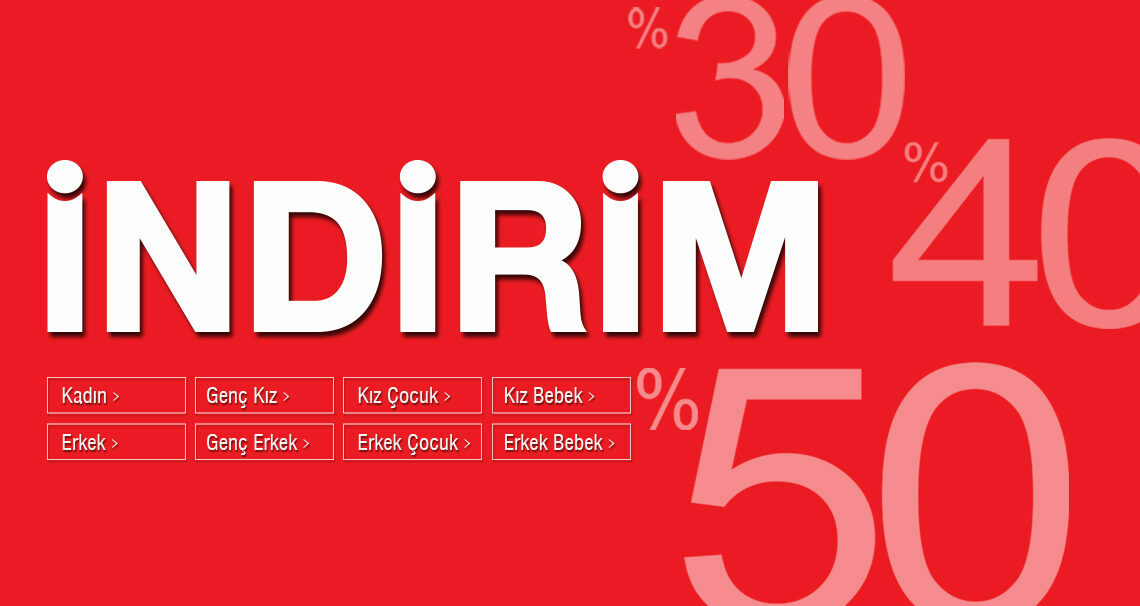 %30
%40
İNDİRİM
Kadın > Genç Kız > Kız Çocuk > Kız Bebek >
Erkek > Genç Erkek > Erkek Çocuk > Erkek Bebek >
%50